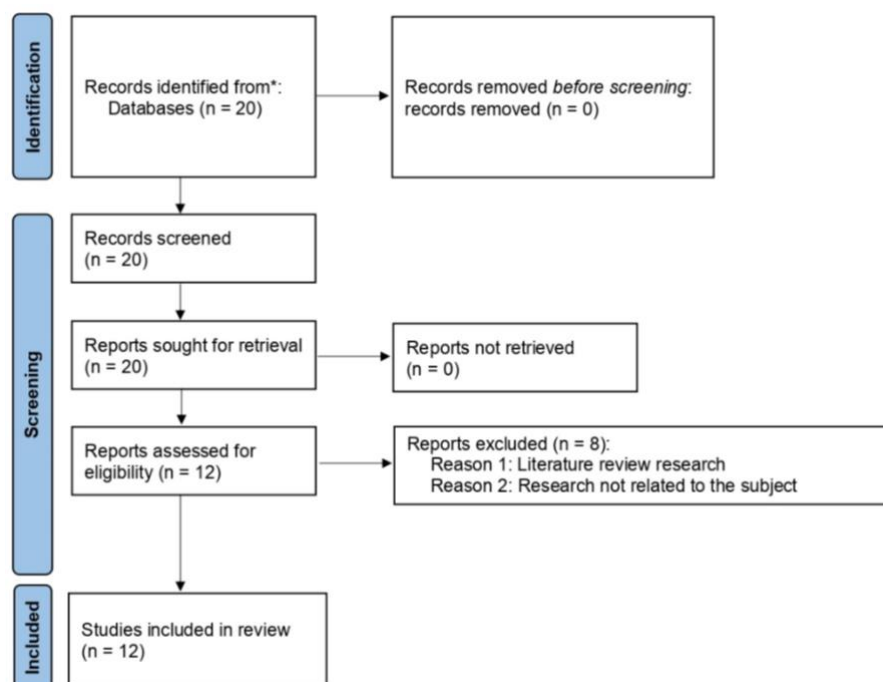 Identification
Records identified from*:
Databases (n = 20)
Records removed before screening:
records removed (n = 0)
Screening
Records screened
(n = 20)
Reports sought for retrieval
(n = 20)
Reports not retrieved
(n = 0)
Reports assessed for
eligibility (n = 12)
Reports excluded (n = 8):
Reason 1: Literature review research
Reason 2: Research not related to the subject
Included
Studies included in review
(n = 12)